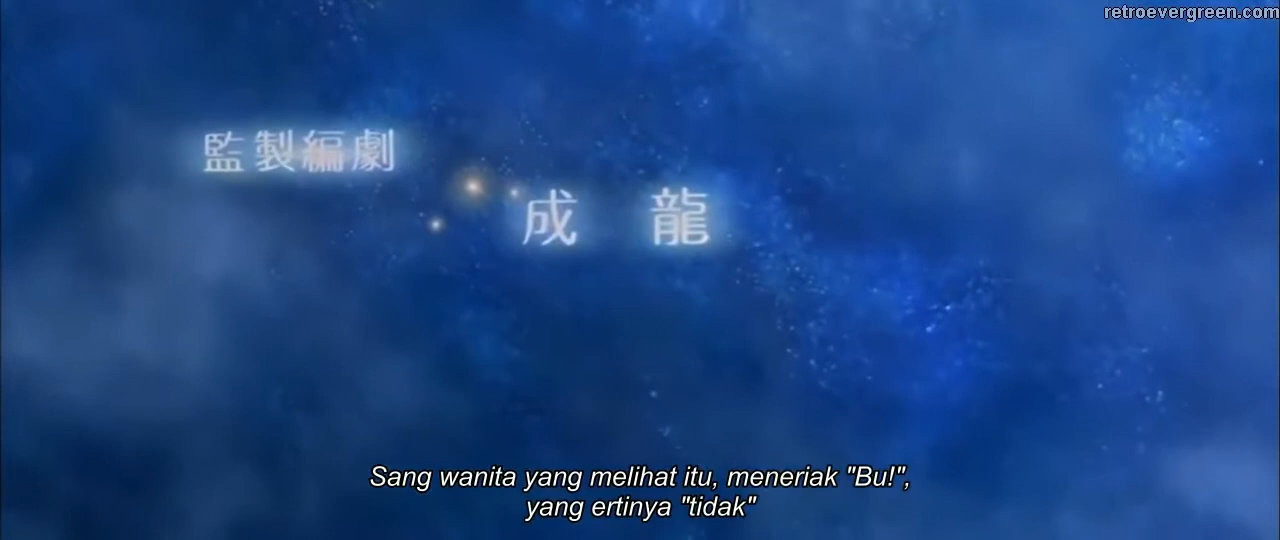 retroevergreen.com
監製編劇
成 龍
Sang wanita yang melihat itu, meneriak "Bu!",
yang ertinya "tidak"